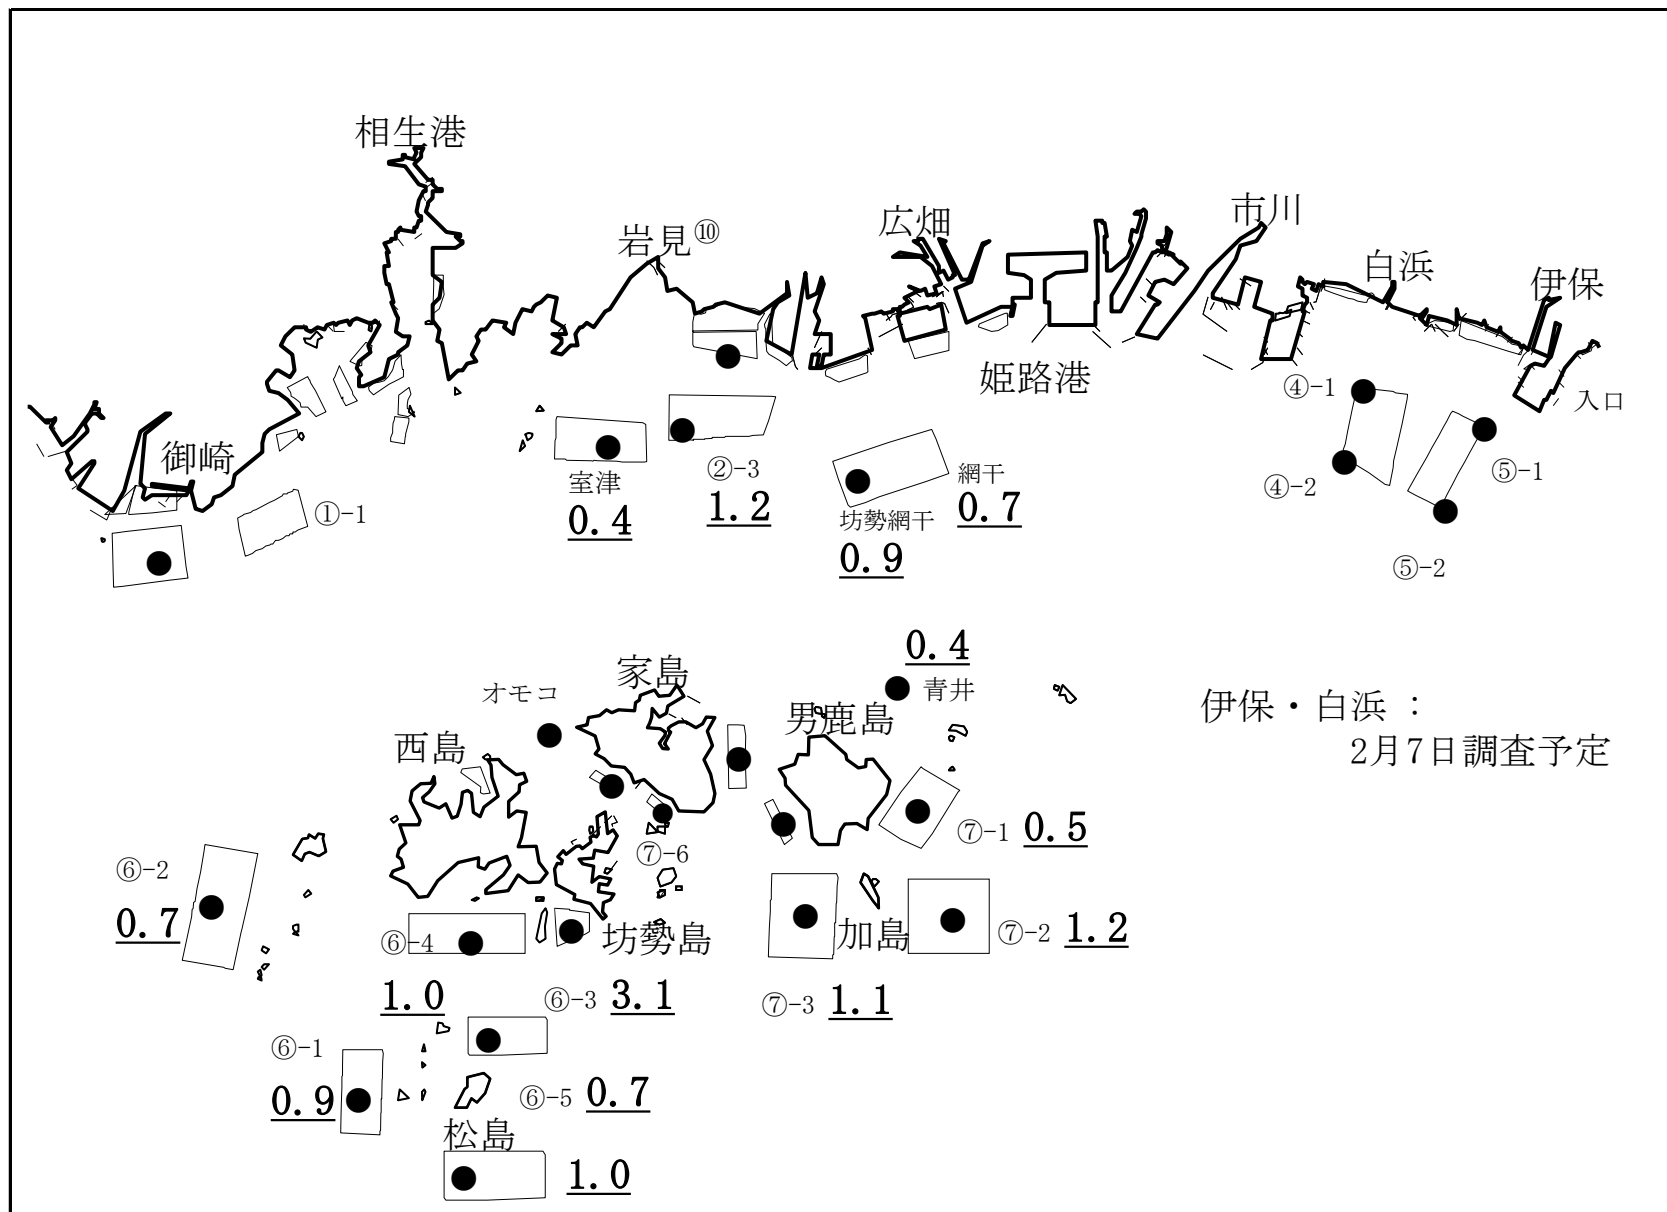 相生港
岩見⑩
広畑
市川
白浜
伊保
姫路港
④-1
入口
御崎
①-1
室津
0.4
②-3
1.2
網干
0.7
坊勢網干
0.9
④-2
⑤-1
⑤-2
0.4
青井
家島
オモコ
男鹿島
西島
伊保・白浜 :
2月7日調査予定
⑦-1 0.5
⑦-6
⑥-2
0.7
⑥-4
1.0
坊勢島
加島
⑦-2 1.2
⑥-3 3.1
⑦-3 1.1
⑥-1
0.9
⑥-5 0.7
松島
1.0